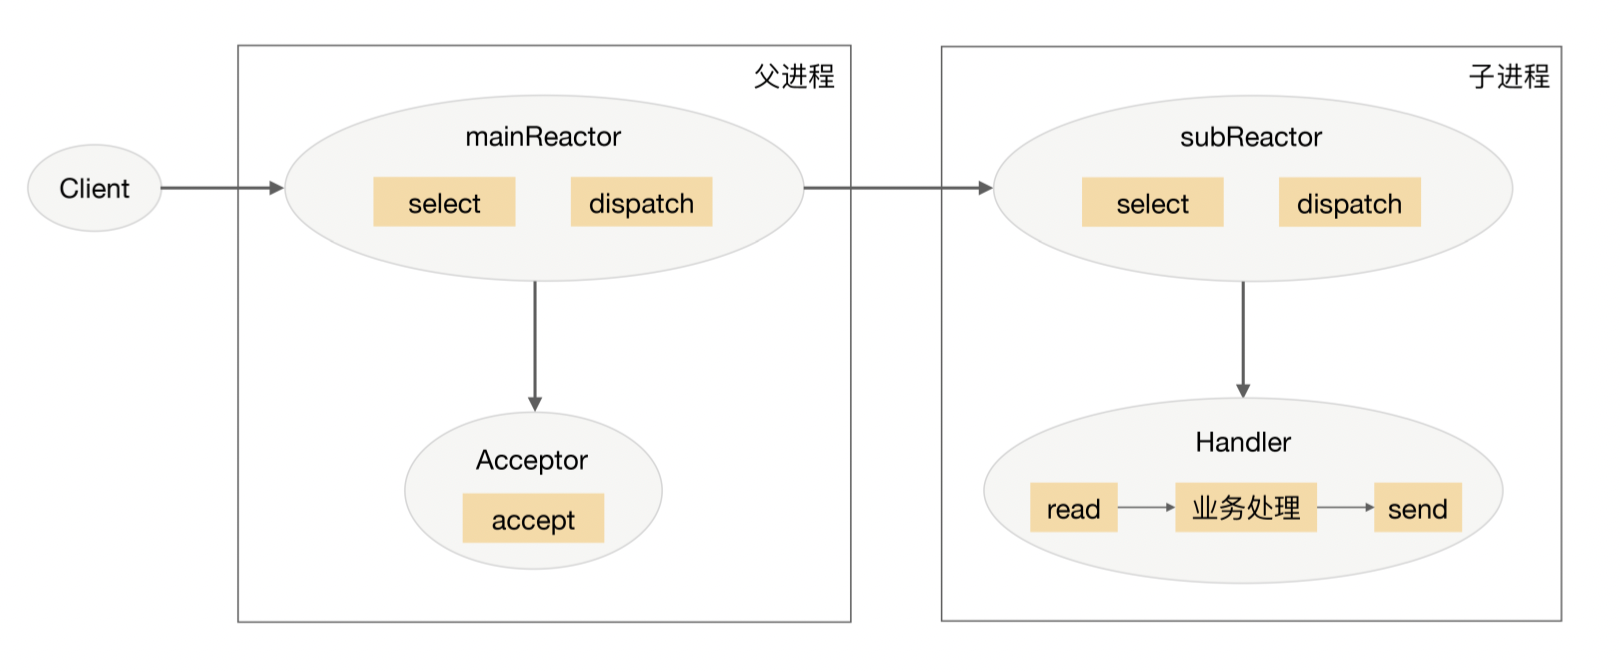 父进程
子进程
mainReactor
subReactor
Client
select
dispatch
select
dispatch
Handler
Acceptor
accept
read
业务处理
send